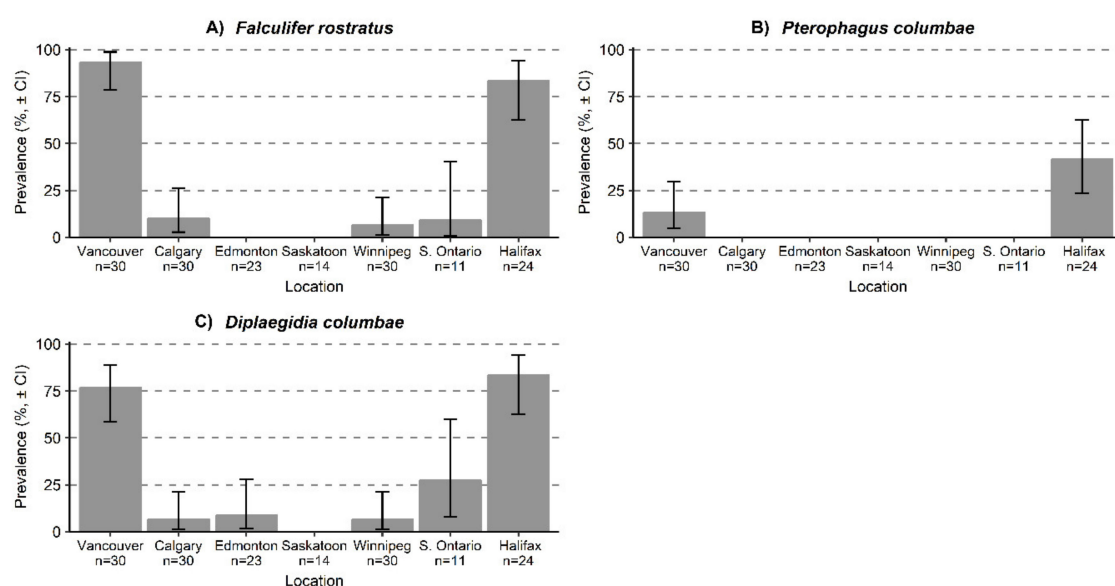 A) Falculifer rostratus
Prevalence (%, ± CI)
100
75
50
25
0
Vancouver Calgary Edmonton Saskatoon Winnipeg S. Ontario Halifax
n=30 n=30 n=23 n=14 n=30 n=11 n=24
Location
B) Pterophagus columbae
Prevalence (%, ± CI)
100
75
50
25
0
Vancouver Calgary Edmonton Saskatoon Winnipeg S. Ontario Halifax
n=30 n=30 n=23 n=14 n=30 n=11 n=24
Location
C) Diplaegidia columbae
Prevalence (%, ± CI)
100
75
50
25
0
Vancouver Calgary Edmonton Saskatoon Winnipeg S. Ontario Halifax
n=30 n=30 n=23 n=14 n=30 n=11 n=24
Location